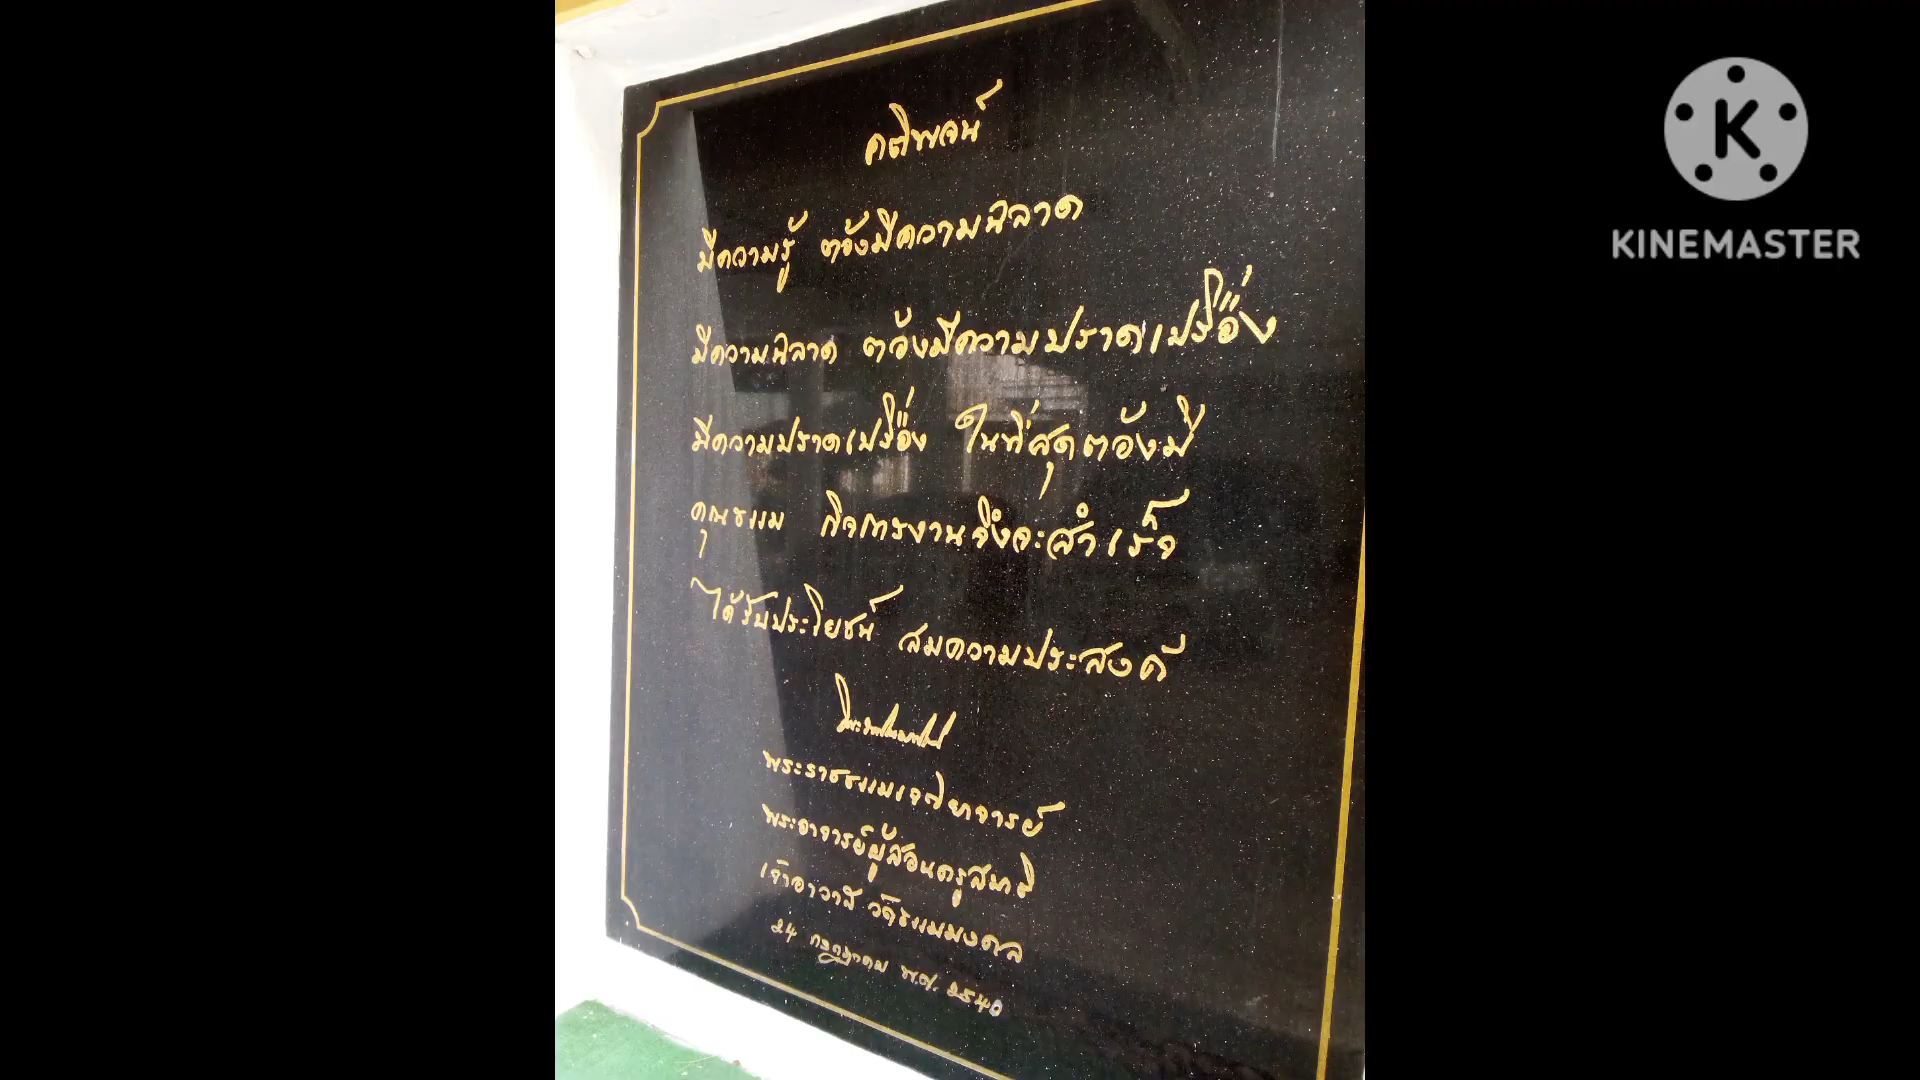 คติพจน์
มีความรู้ ต้องมีความฉลาด
มีความฉลาด ต้องมีความปราดเปรื่อง
มีความปราดเปรื่อง ในที่สุดต้องมี
คุณธรรม กิจการงานจึงจะสำเร็จ
ได้รับประโยชน์ สมความประสงค์
พระราชธรรมเจติยาจารย์
พระอาจารย์ผู้สอนครูสมาธิ
เจ้าอาวาส วัดธรรมมงคล
24 กรกฎาคม พ.ศ. 2540
K
KINEMASTER